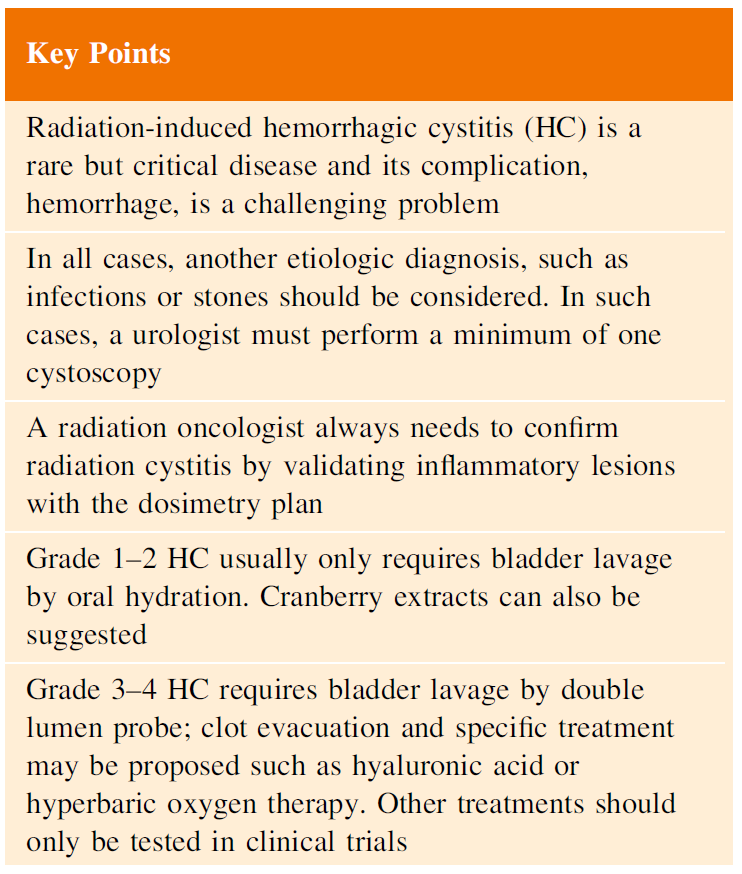 Key Points
Radiation-induced hemorrhagic cystitis (HC) is a
rare but critical disease and its complication,
hemorrhage, is a challenging problem
In all cases, another etiologic diagnosis, such as
infections or stones should be considered. In such
cases, a urologist must perform a minimum of one
cystoscopy
A radiation oncologist always needs to confirm
radiation cystitis by validating inflammatory lesions
with the dosimetry plan
Grade 1–2 HC usually only requires bladder lavage
by oral hydration. Cranberry extracts can also be
suggested
Grade 3–4 HC requires bladder lavage by double
lumen probe; clot evacuation and specific treatment
may be proposed such as hyaluronic acid or
hyperbaric oxygen therapy. Other treatments should
only be tested in clinical trials